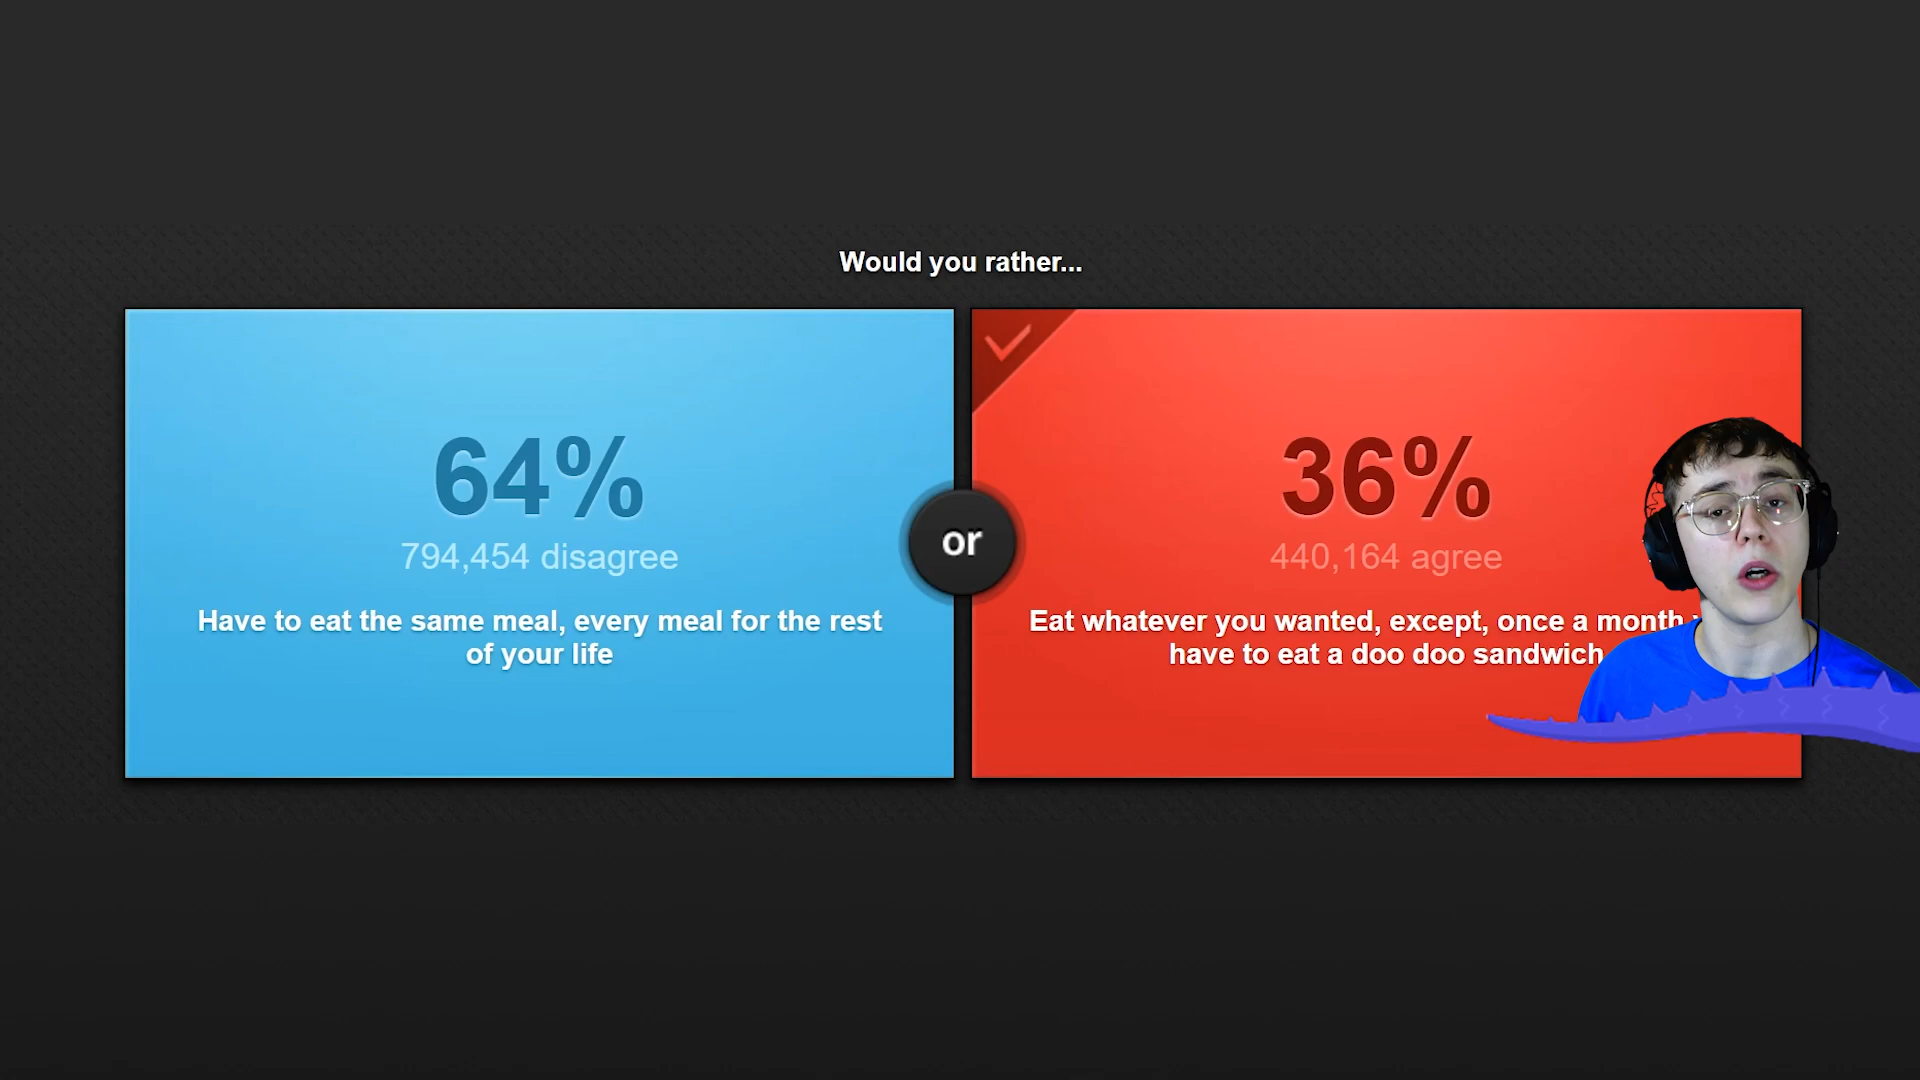 Would you rather...
64%
794,454 disagree
Have to eat the same meal, every meal for the rest
of your life
or
36%
440,164 agree
Eat whatever you wanted, except, once a month
have to eat a doo doo sandwich